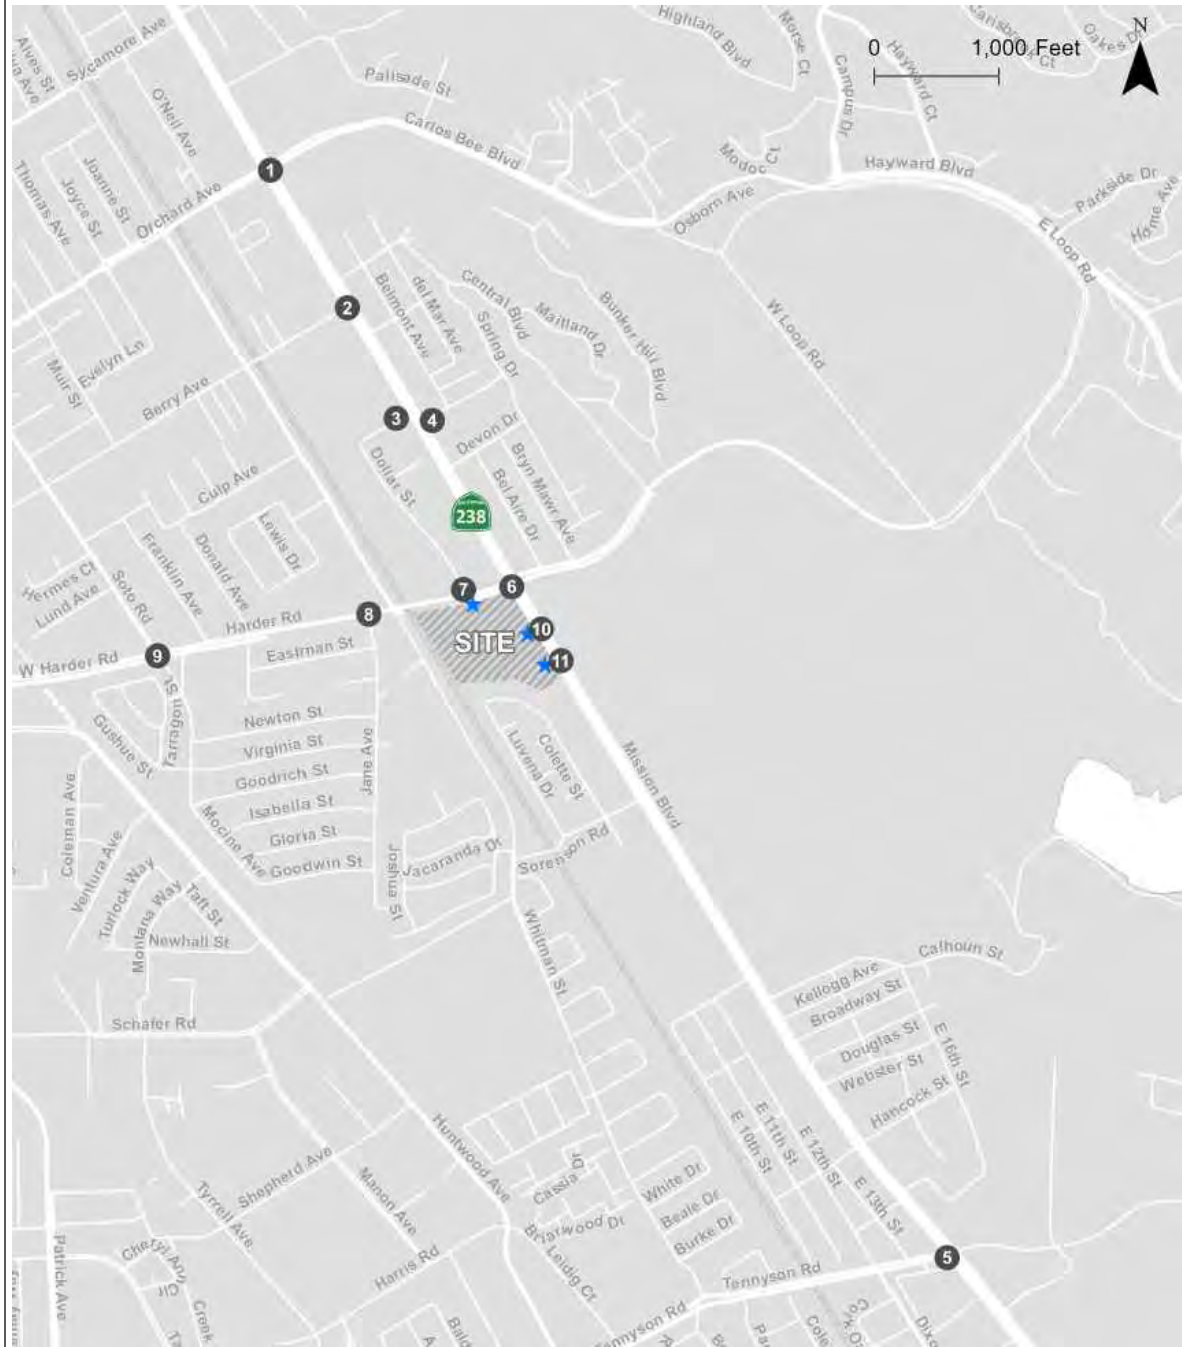 Highland Blvd
Morse Ct
Oakes Dr
N
0
1,000 Feet
Alves St
Sycamore Ave
O'Neil Ave
Palisade St
Campus Dr
Hayward Ct
Carlos Bee Blvd
1
Modoc Ct
Hayward Blvd
Parkside Dr
Home Ave
Thomas Ave
Joyce St
Joanne St
Orchard Ave
Osborn Ave
E Loop Rd
2
Belmont Ave
del Mar Ave
Central Blvd
Spring Dr
Maitland Dr
Bunker Hill Blvd
W Loop Rd
Muir St
Evelyn Ln
Berry Ave
3
4
Devon Dr
Dollar St
Bryn Mawr Ave
Bel Aire Dr
Culp Ave
238
Lewis Dr
Franklin Ave
Donald Ave
Hermes Ct
Lund Ave
Soto Rd
7
6
8
Harder Rd
10
SITE
Eastman St
9
W Harder Rd
11
Tarragon St
Newton St
Gushue St
Virginia St
Jane Ave
Luvena Dr
Colette St
Mission Blvd
Goodrich St
Coleman Ave
Isabella St
Mocine Ave
Gloria St
Goodwin St
Joshua St
Jacaranda Dr
Sorenson Rd
Ventura Ave
Turlock Way
Montana Way
Taft St
Newhall St
Whitman St
Calhoun St
Kellogg Ave
Broadway St
Schafer Rd
Douglas St
Webster St
E 16th St
Hancock St
E 10th St
E 11th St
E 12th St
E 13th St
Huntwood Ave
Shepherd Ave
Manon Ave
Cassia Dr
White Dr
Beale Dr
Burke Dr
Briarwood Dr
Tyrrell Ave
Patrick Ave
Cheryl Ann Cir
Harris Rd
Leidig Ct
5
Tennyson Rd
Creek
Tennyson Rd